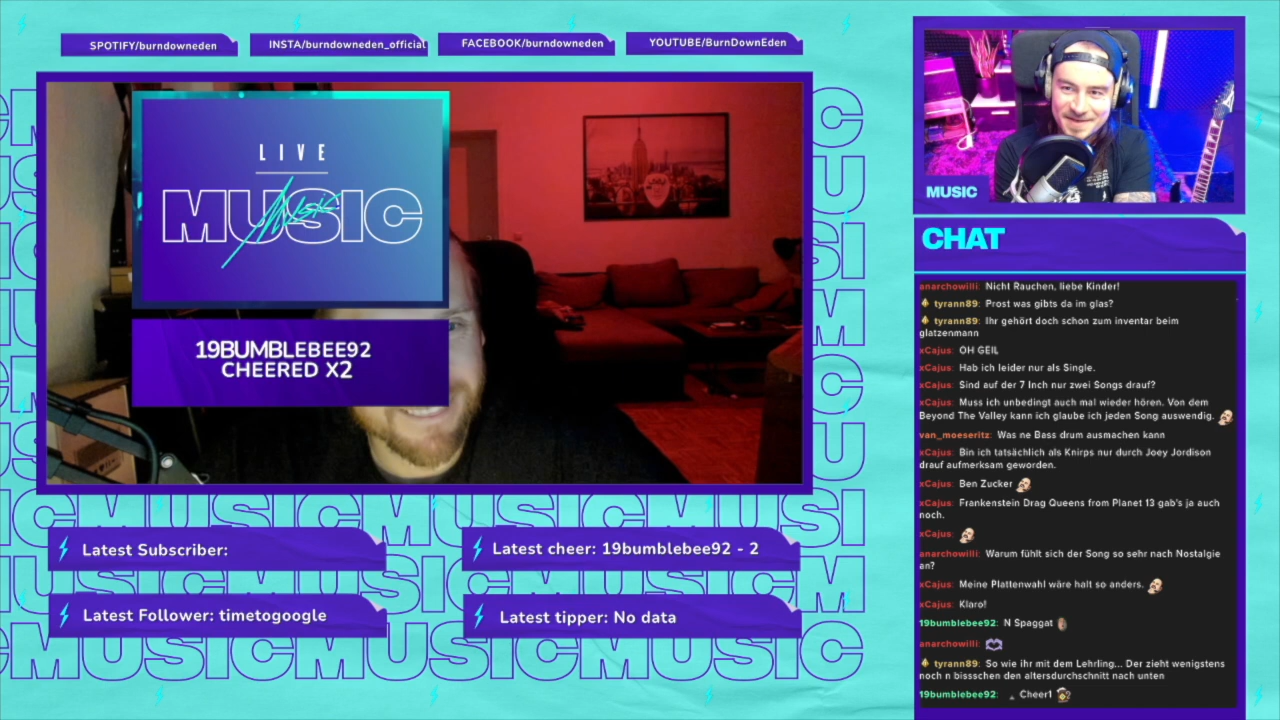 SPOTIFY/burndowneden
INSTA/burndowneden_official
FACEBOOK/burndowneden
YOUTUBE/BurnDownEden
LIVE
MUSIC
Music
19BUMBLEBEE92
CHEERED X2
MUSIC
CHAT
anarchowilli: Nicht Rauchen, liebe Kinder!
tyrann89: Prost was gibts da im glas?
tyrann89: Ihr gehört doch schon zum inventar beim
glatzenmann
xCajus: OH GEIL
xCajus: Hab ich leider nur als Single.
xCajus: Sind auf der 7 Inch nur zwei Songs drauf?
xCajus: Muss ich unbedingt auch mal wieder hören. Von dem
Beyond The Valley kann ich glaube ich jeden Song auswendig.
van_moeseritz: Was ne Bass drum ausmachen kann
xCajus: Bin ich tatsächlich als Knirps nur durch Joey Jordison
drauf aufmerksam geworden.
xCajus: Ben Zucker
xCajus: Frankenstein Drag Queens from Planet 13 gab's ja auch
noch.
xCajus:
anarchowilli: Warum fühlt sich der Song so sehr nach Nostalgie
an?
xCajus: Meine Plattenwahl wäre halt so anders.
xCajus: Klaro!
19bumblebee92: N Spaggat
anarchowilli:
tyrann89: So wie ihr mit dem Lehrling... Der zieht wenigstens
noch n bissschen den altersdurchschnitt nach unten
19bumblebee92: Cheer1
Latest Subscriber:
Latest cheer: 19bumblebee92 - 2
Latest Follower: timetogoogle
Latest tipper: No data
MUSICMUSICMUSI
MUSICMUSICMUSIC